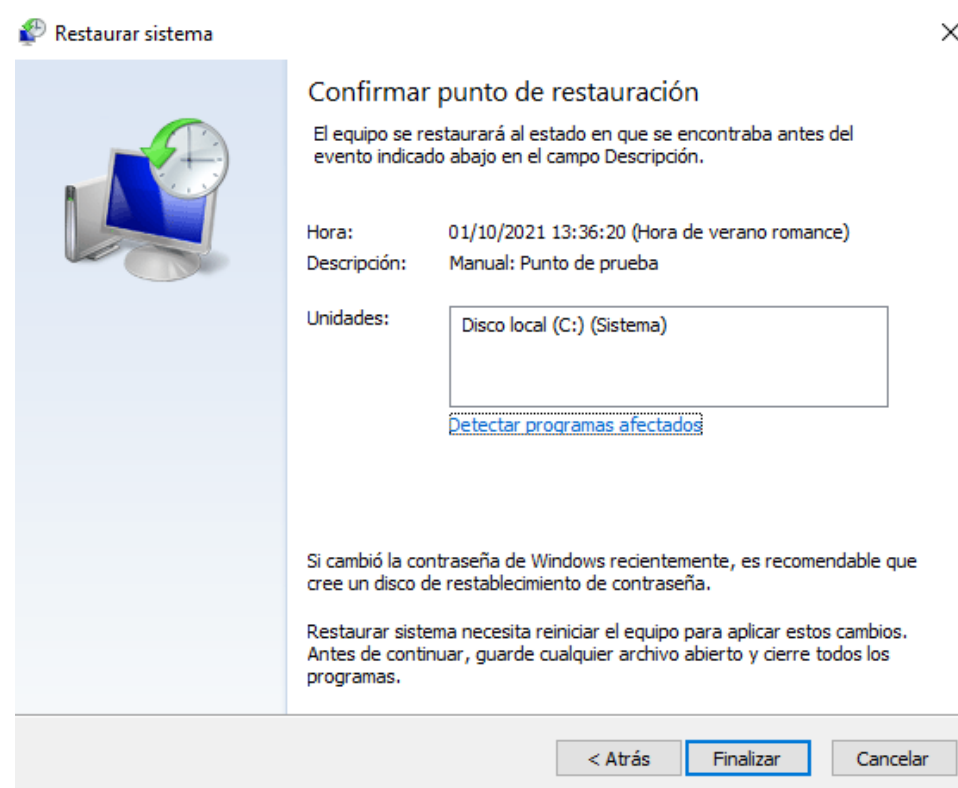 Restaurar sistema
Confirmar punto de restauración
El equipo se restaurará al estado en que se encontraba antes del
evento indicado abajo en el campo Descripción.
Hora: 01/10/2021 13:36:20 (Hora de verano romance)
Descripción: Manual: Punto de prueba
Unidades: Disco local (C:) (Sistema)
Detectar programas afectados
Si cambió la contraseña de Windows recientemente, es recomendable que
cree un disco de restablecimiento de contraseña.
Restaurar sistema necesita reiniciar el equipo para aplicar estos cambios.
Antes de continuar, guarde cualquier archivo abierto y cierre todos los
programas.
< Atrás Finalizar Cancelar